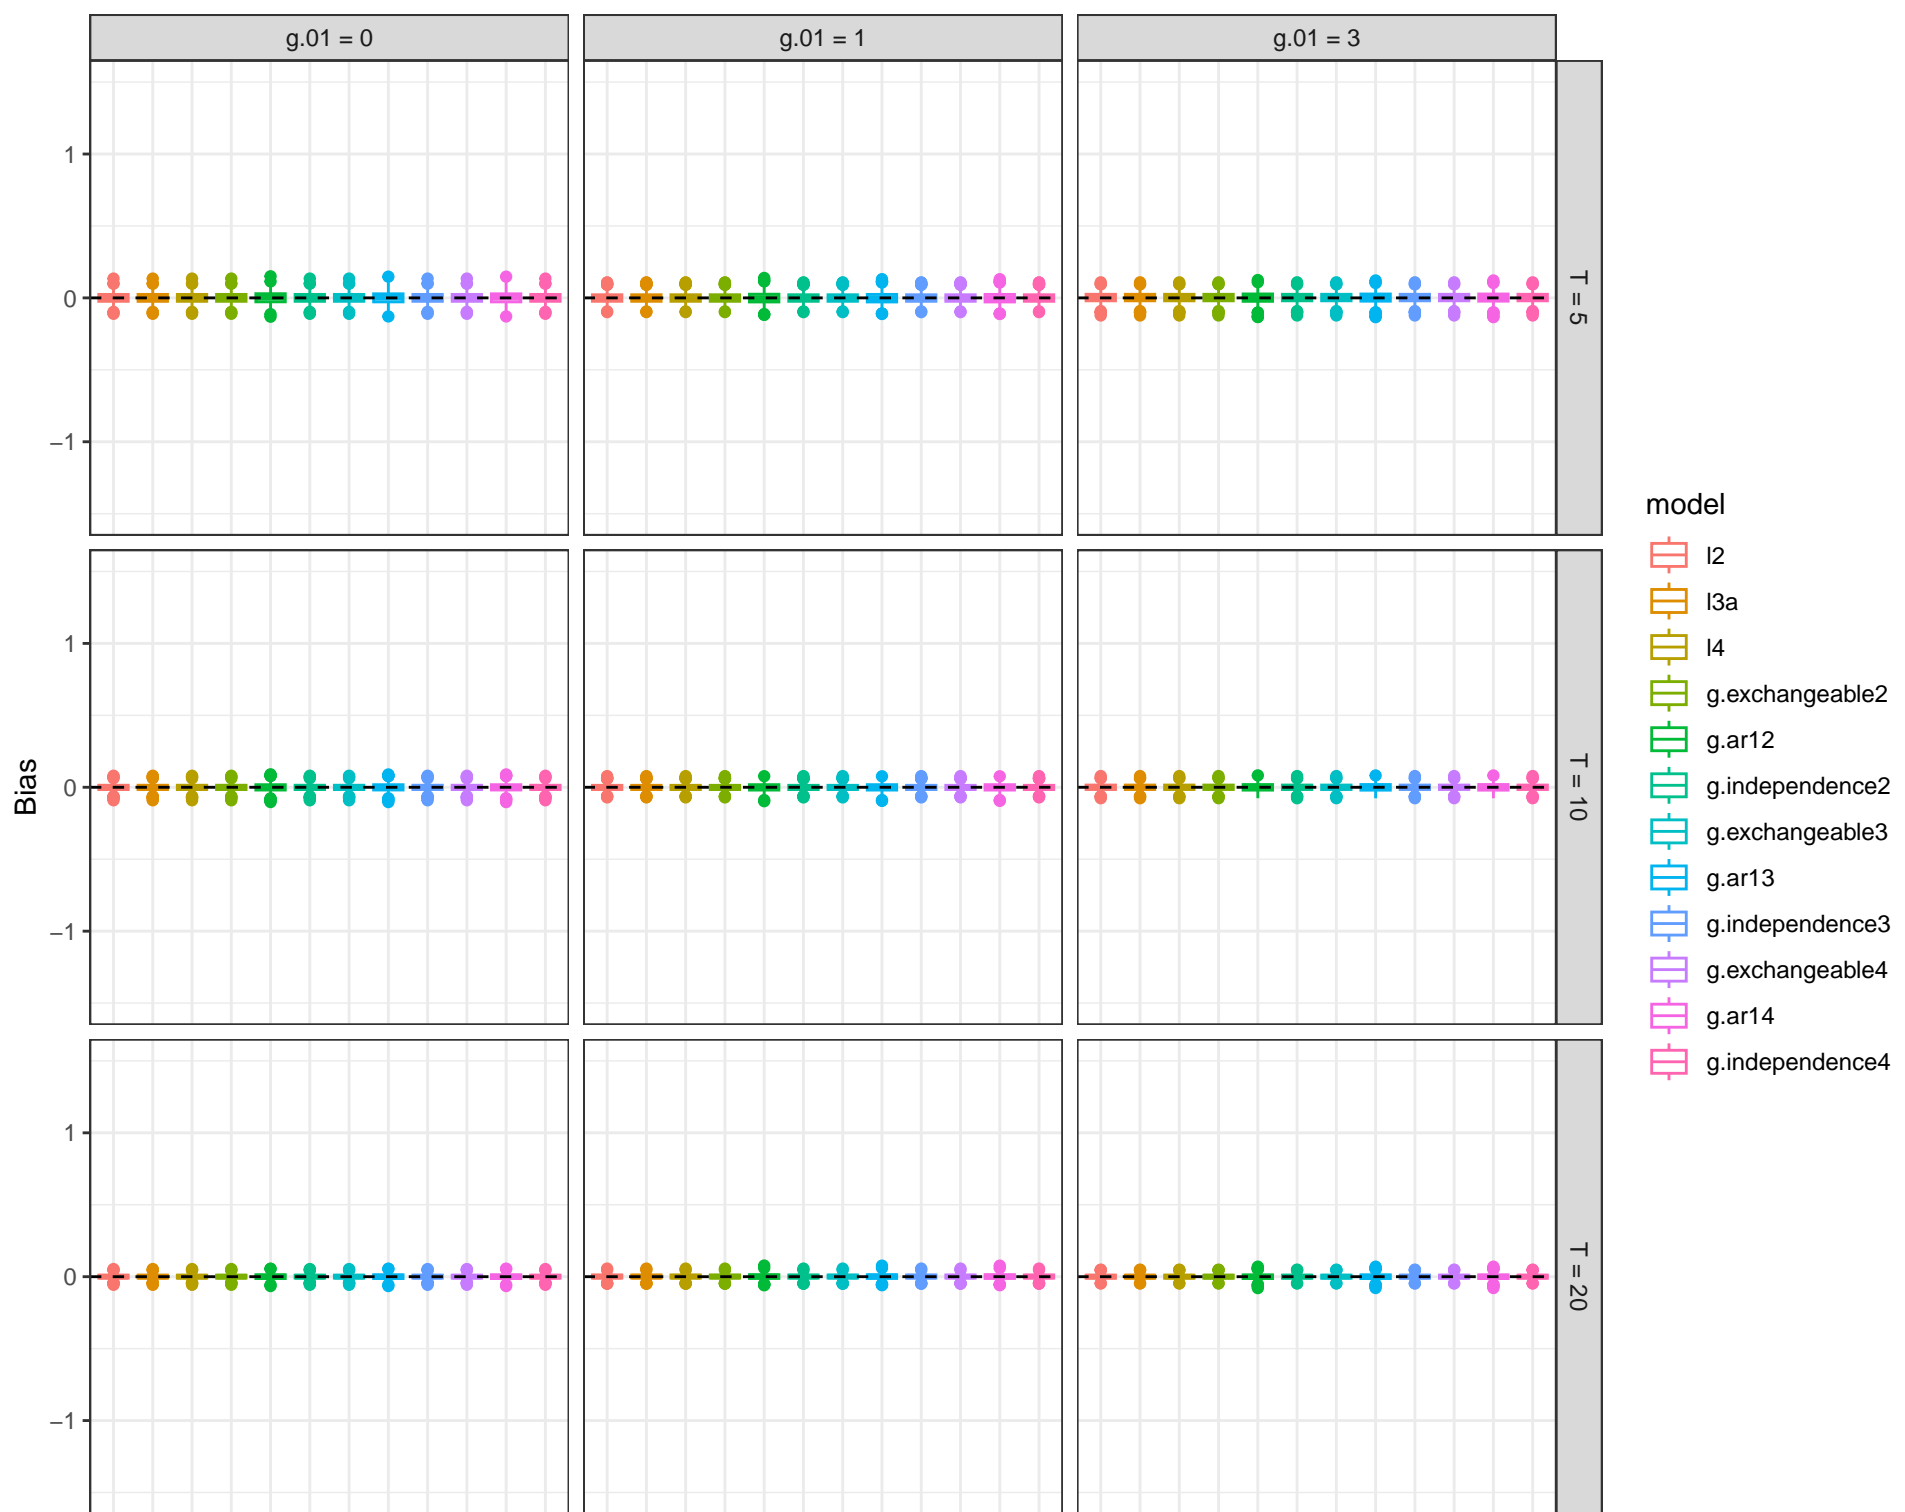 g.01 = 0
g.01 = 1
g.01 = 3
1
0
−1
T = 5
1
0
−1
T = 10
1
0
−1
T = 20
Bias
model
l2
l3a
l4
g.exchangeable2
g.ar12
g.independence2
g.exchangeable3
g.ar13
g.independence3
g.exchangeable4
g.ar14
g.independence4